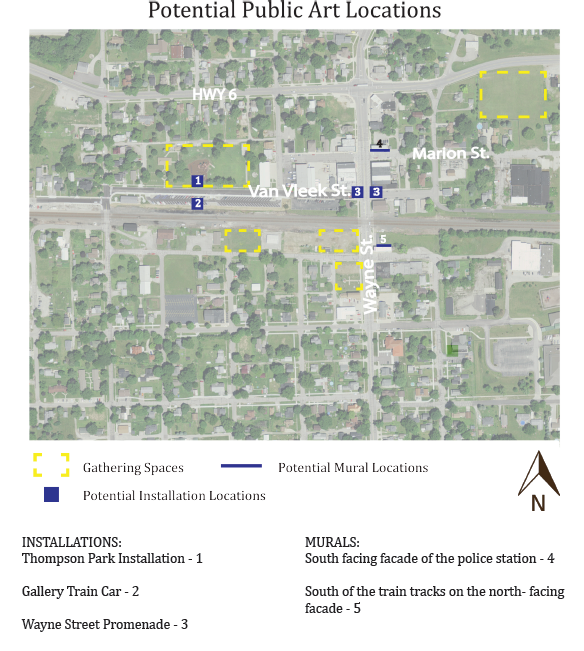 Potential Public Art Locations
HWY 6
4
Marlon St.
1
Van Vleek St.
3
3
2
5
Wayne St.
Gathering Spaces
Potential Mural Locations
Potential Installation Locations
N
INSTALLATIONS:
Thompson Park Installation - 1
Gallery Train Car - 2
Wayne Street Promenade - 3
MURALS:
South facing facade of the police station - 4
South of the train tracks on the north- facing
facade - 5